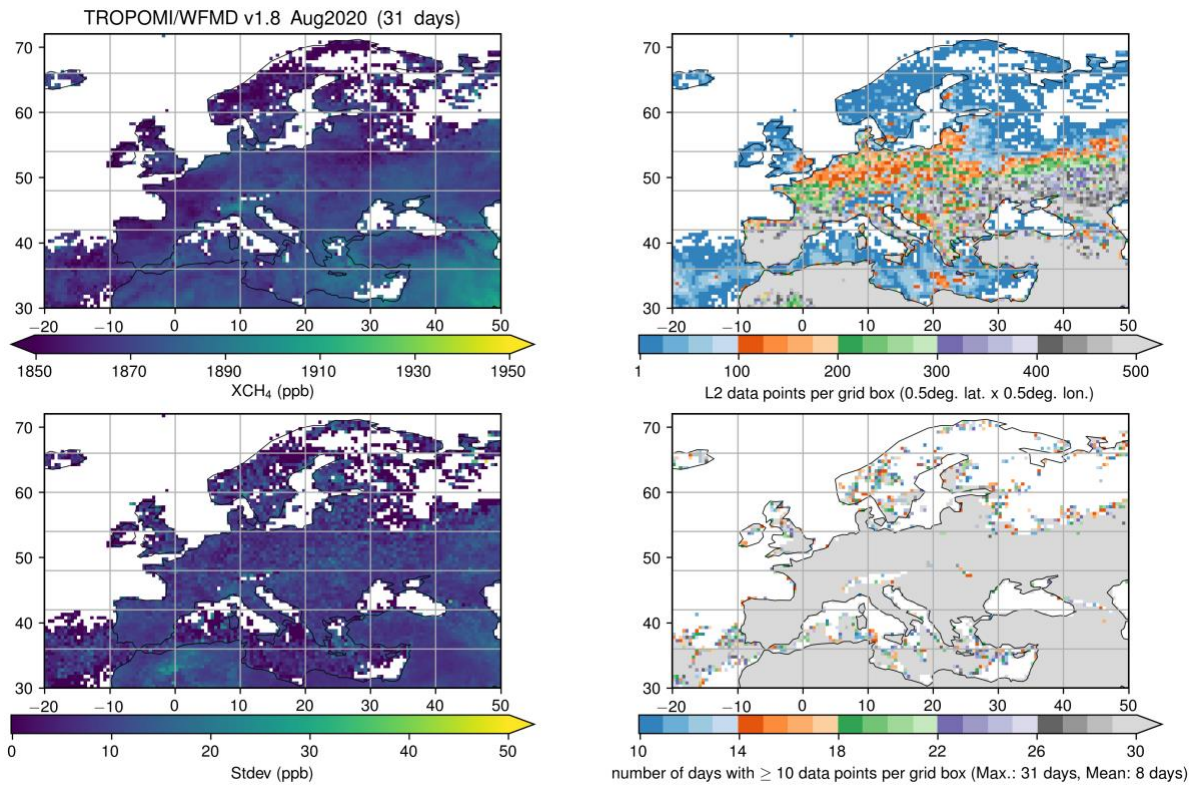 TROPOMI/WFMD v1.8 Aug2020 (31 days)
70
60
50
40
30
−20 −10 0 10 20 30 40 50
1850 1870 1890 1910 1930 1950
XCH₄ (ppb)
70
60
50
40
30
−20 −10 0 10 20 30 40 50
1 100 200 300 400 500
L2 data points per grid box (0.5deg. lat. x 0.5deg. lon.)
70
60
50
40
30
−20 −10 0 10 20 30 40 50
0 10 20 30 40 50
Stdev (ppb)
70
60
50
40
30
−20 −10 0 10 20 30 40 50
10 14 18 22 26 30
number of days with ≥ 10 data points per grid box (Max.: 31 days, Mean: 8 days)